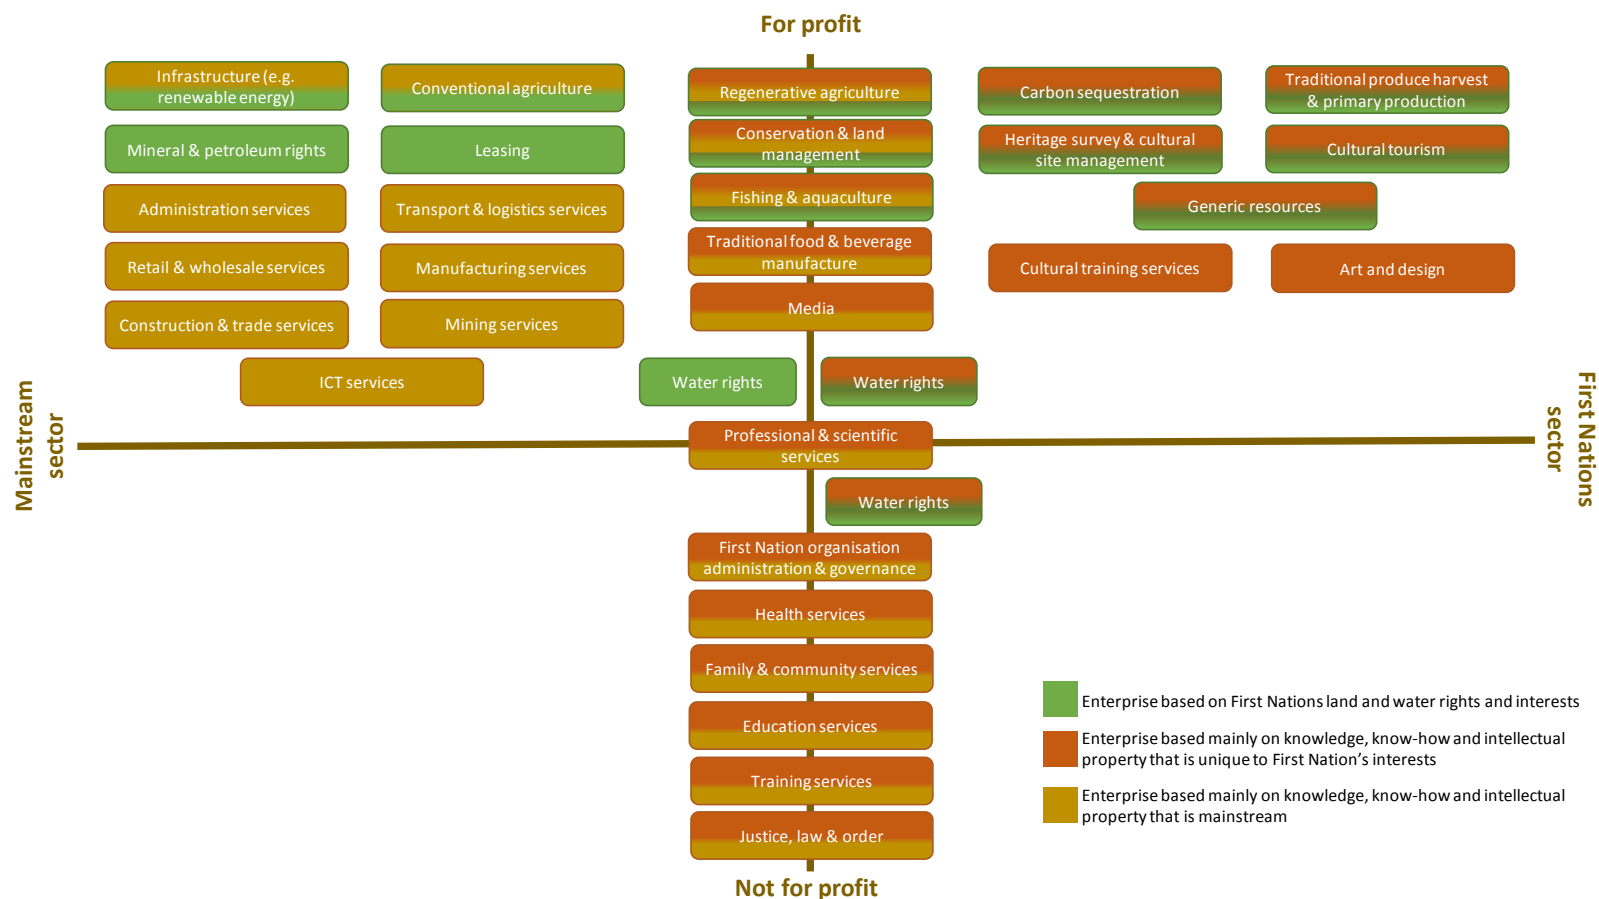 For profit
Infrastructure (e.g.
renewable energy)
Conventional agriculture
Regenerative agriculture
Carbon sequestration
Traditional produce harvest
& primary production
Mineral & petroleum rights
Leasing
Conservation & land
management
Heritage survey & cultural
site management
Cultural tourism
Administration services
Transport & logistics services
Fishing & aquaculture
Generic resources
Retail & wholesale services
Manufacturing services
Traditional food & beverage
manufacture
Cultural training services
Art and design
Construction & trade services
Mining services
Media
ICT services
Water rights
Water rights
Mainstream
sector
Professional & scientific
services
First Nations
sector
Water rights
First Nation organisation
administration & governance
Health services
Family & community services
Education services
Training services
Justice, law & order
Not for profit
Enterprise based on First Nations land and water rights and interests
Enterprise based mainly on knowledge, know-how and intellectual
property that is unique to First Nation’s interests
Enterprise based mainly on knowledge, know-how and intellectual
property that is mainstream